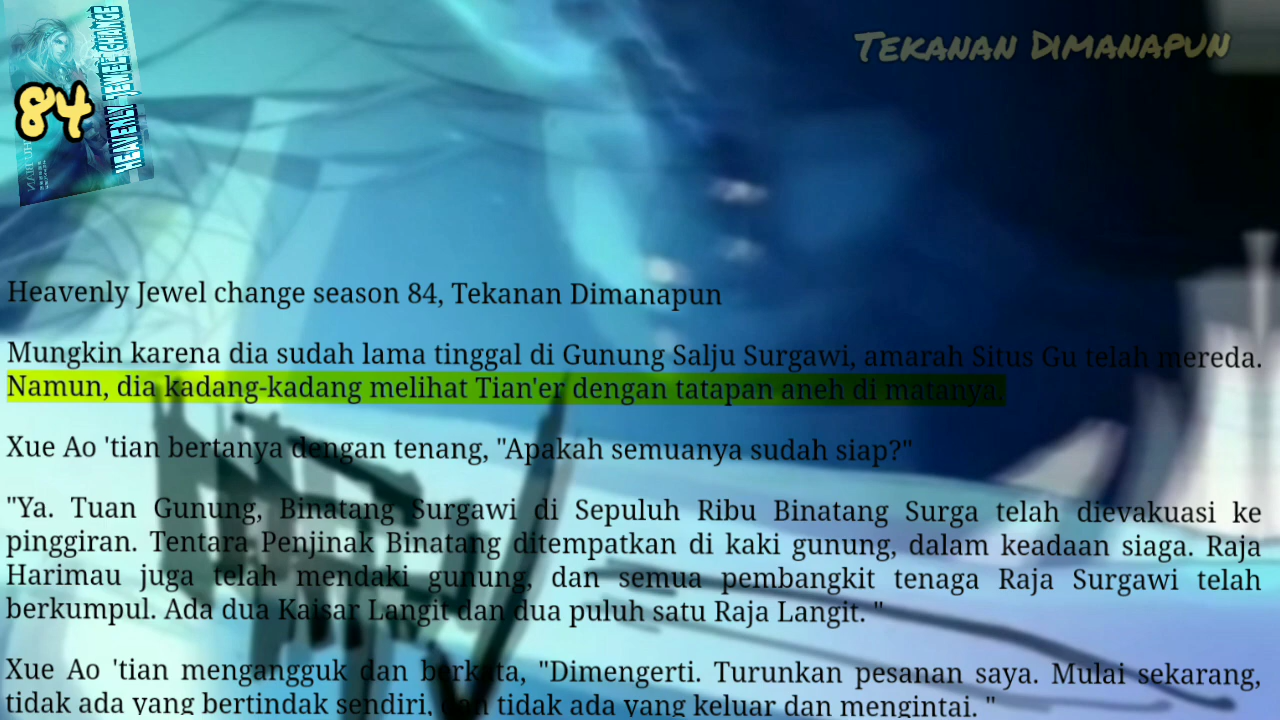 Tekanan Dimanapun
84
HEAVENLY JEWEL CHANGE
Heavenly Jewel change season 84, Tekanan Dimanapun
Mungkin karena dia sudah lama tinggal di Gunung Salju Surgawi, amarah Situs Gu telah mereda.
Namun, dia kadang-kadang melihat Tian'er dengan tatapan aneh di matanya.
Xue Ao 'tian bertanya dengan tenang, "Apakah semuanya sudah siap?"
"Ya. Tuan Gunung, Binatang Surgawi di Sepuluh Ribu Binatang Surga telah dievakuasi ke
pinggiran. Tentara Penjinak Binatang ditempatkan di kaki gunung, dalam keadaan siaga. Raja
Harimau juga telah mendaki gunung, dan semua pembangkit tenaga Raja Surgawi telah
berkumpul. Ada dua Kaisar Langit dan dua puluh satu Raja Langit. "
Xue Ao 'tian mengangguk dan berkata, "Dimengerti. Turunkan pesanan saya. Mulai sekarang,
tidak ada yang bertindak sendiri, dan tidak ada yang keluar dan mengintai. "